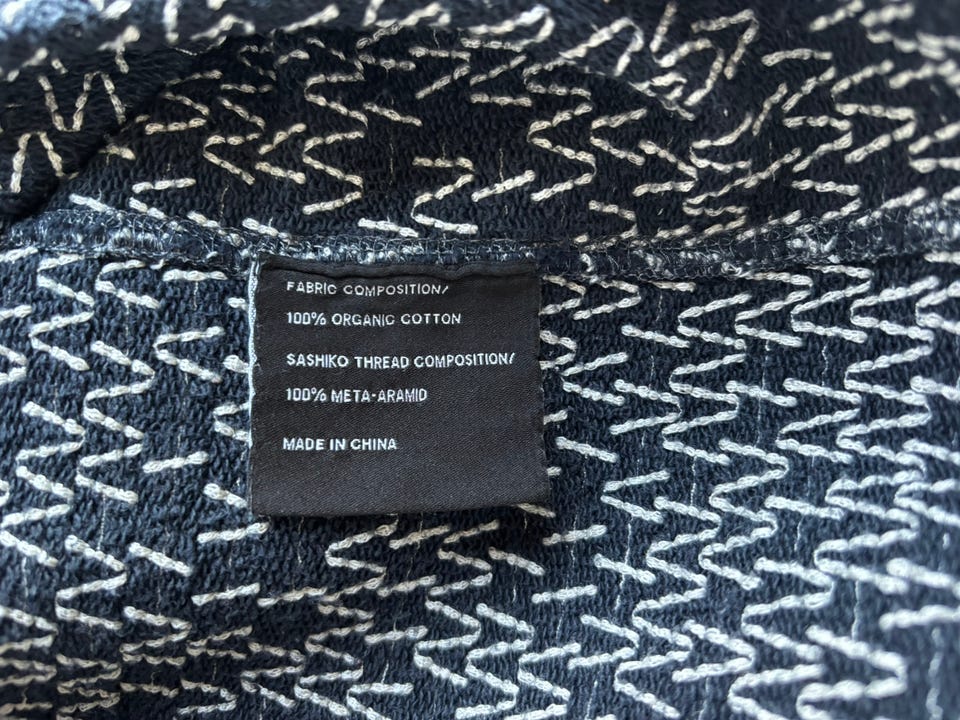 FABRIC COMPOSITION/
100% ORGANIC COTTON
SASHIKO THREAD COMPOSITION/
100% META-ARAMID
MADE IN CHINA